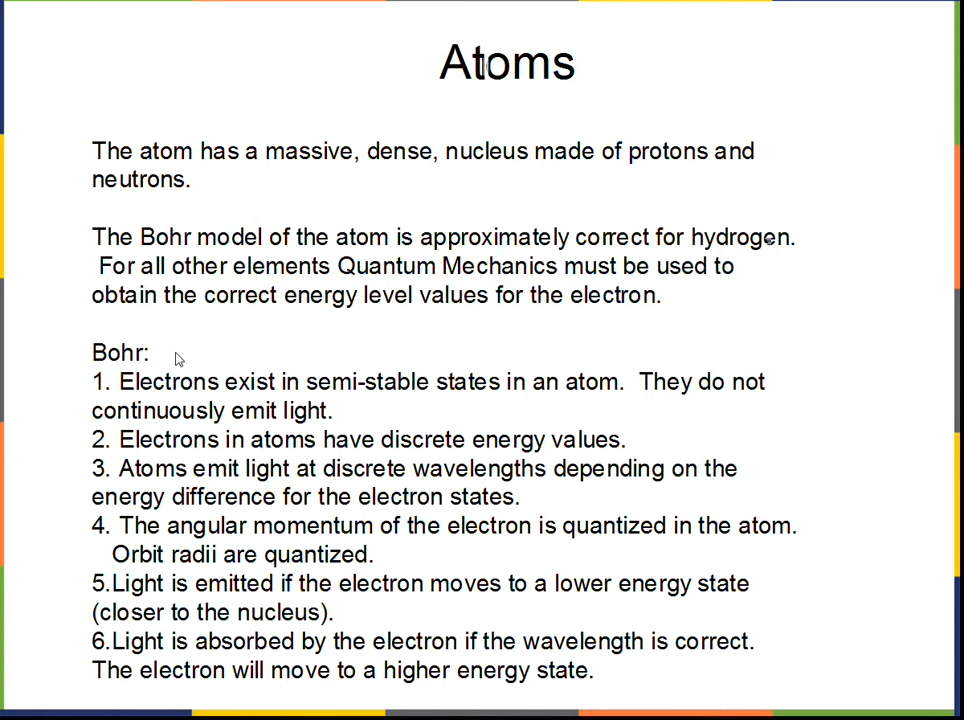 Atoms
The atom has a massive, dense, nucleus made of protons and
neutrons.
The Bohr model of the atom is approximately correct for hydrogen.
For all other elements Quantum Mechanics must be used to
obtain the correct energy level values for the electron.
Bohr:
1. Electrons exist in semi-stable states in an atom.  They do not
continuously emit light.
2. Electrons in atoms have discrete energy values.
3. Atoms emit light at discrete wavelengths depending on the
energy difference for the electron states.
4. The angular momentum of the electron is quantized in the atom.
Orbit radii are quantized.
5.Light is emitted if the electron moves to a lower energy state
(closer to the nucleus).
6.Light is absorbed by the electron if the wavelength is correct.
The electron will move to a higher energy state.